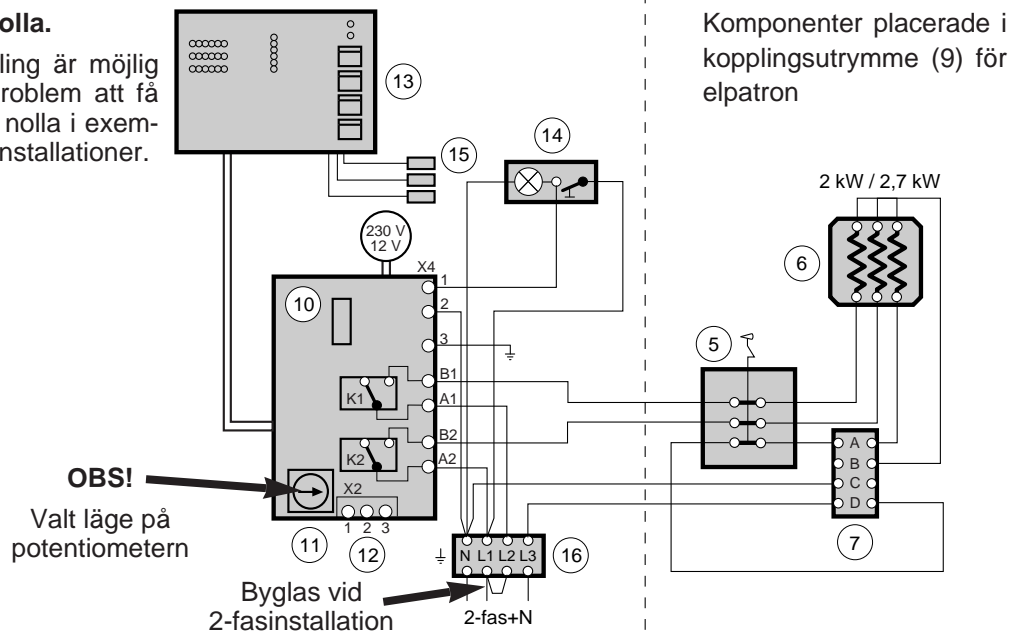 olla.
ling är möjlig
roblem att få
nolla i exem-
nstallationer.
Komponenter placerade i
kopplingsutrymme (9) för
elpatron
13
15
14
2 kW / 2,7 kW
6
230 V
12 V
X4
10
1
2
3
5
B1
K1
A1
B2
K2
A2
A
B
C
D
7
OBS!
Valt läge på
potentiometern
X2
1 2 3
11
12
N L1 L2 L3
16
Byglas vid
2-fasinstallation
2-fas+N